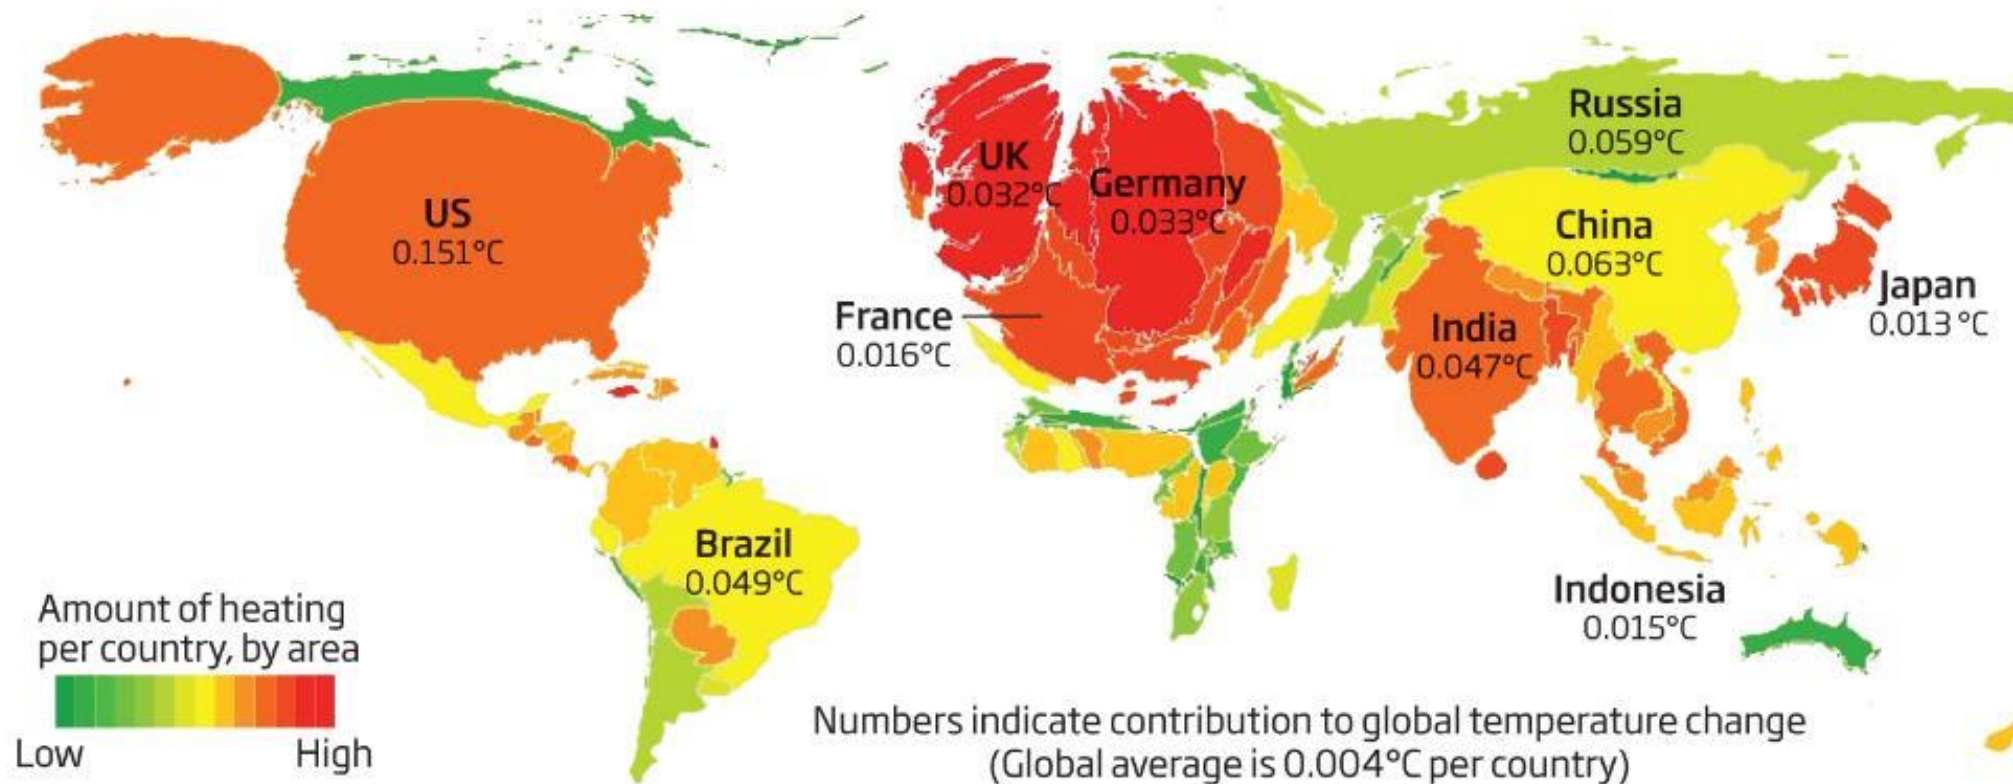 Russia
0.059°C
UK
0.032°C
Germany
0.033°C
US
0.151°C
China
0.063°C
Japan
0.013°C
France
0.016°C
India
0.047°C
Brazil
0.049°C
Indonesia
0.015°C
Amount of heating
per country, by area
Low High
Numbers indicate contribution to global temperature change
(Global average is 0.004°C per country)